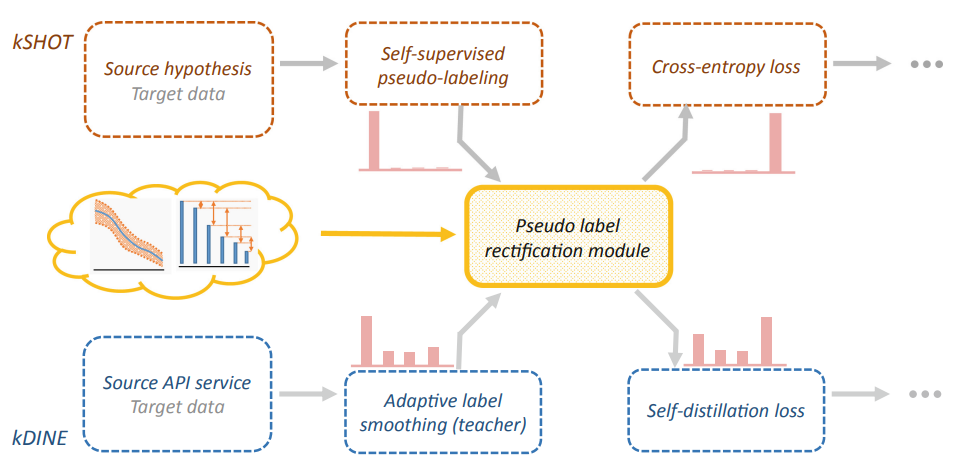 kSHOT
Source hypothesis
Target data
Self-supervised
pseudo-labeling
Cross-entropy loss
Pseudo label
rectification module
Source API service
Target data
Adaptive label
smoothing (teacher)
Self-distillation loss
kDINE